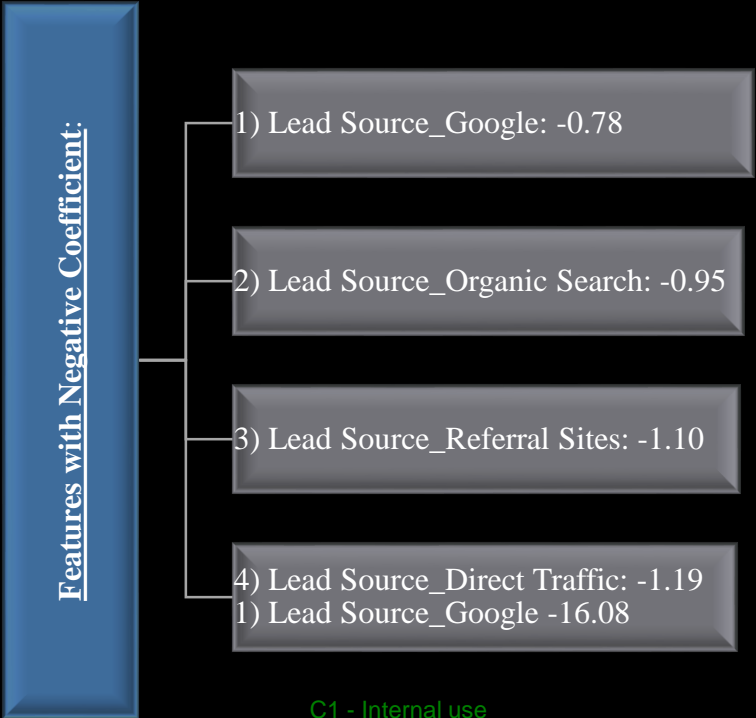 Features with Negative Coefficient:
1) Lead Source_Google: -0.78
2) Lead Source_Organic Search: -0.95
3) Lead Source_Referral Sites: -1.10
4) Lead Source_Direct Traffic: -1.19
1) Lead Source_Google -16.08
C1 - Internal use